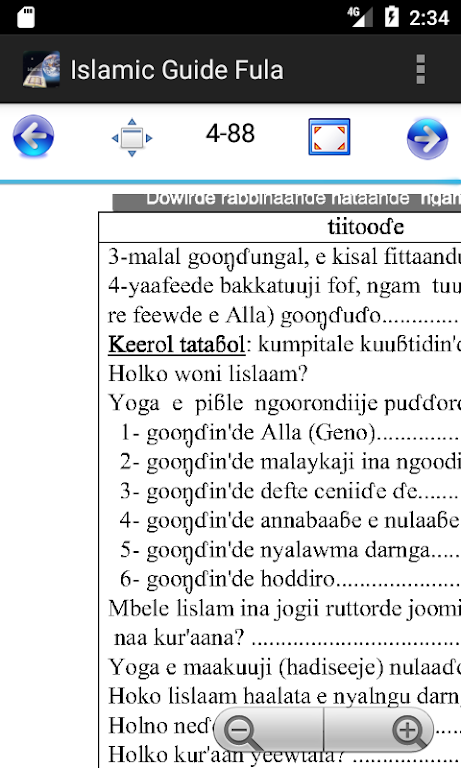 4G 2:34
Islamic Guide Fula
4-88
Dowirde rabbinaande nataande ngam
tiitooɗe
3-malal gooŋɗungal, e kisal fittaandu
4-yaafeede bakkatuuji fof, ngam tuu
re feewde e Alla) gooŋɗuɗo..............
Keerol tataɓol: kumpitale kuuɓtidin'
Holko woni lislaam?
Yoga e piɓle ngoorondiije puɗɗor
1- gooŋɗin'de Alla (Geno)................
2- gooŋɗin'de malaykaji ina ngoodi
3- gooŋɗin'de defte ceniiɗe ɗe.......
4- gooŋɗin'de annabaaɓe e nulaaɓe
5- gooŋɗin'de nyalawma darnga.....
6- gooŋɗin'de hoddiro....................
Mbele lislam ina jogii ruttorde joomi
naa kur'aana? ................................
Yoga e maakuuji (hadiseeje) nulaaɗ
Hoko lislaam haalata e nyalngu darn
Holno neɗ
Holko kur'aan yeewtata? ................